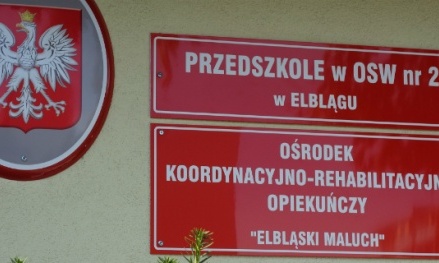 PRZEDSZKOLE w OSW nr 2
w ELBLĄGU
OŚRODEK
KOORDYNACYJNO-REHABILITACYJN
OPIEKUŃCZY
"ELBLĄSKI MALUCH"